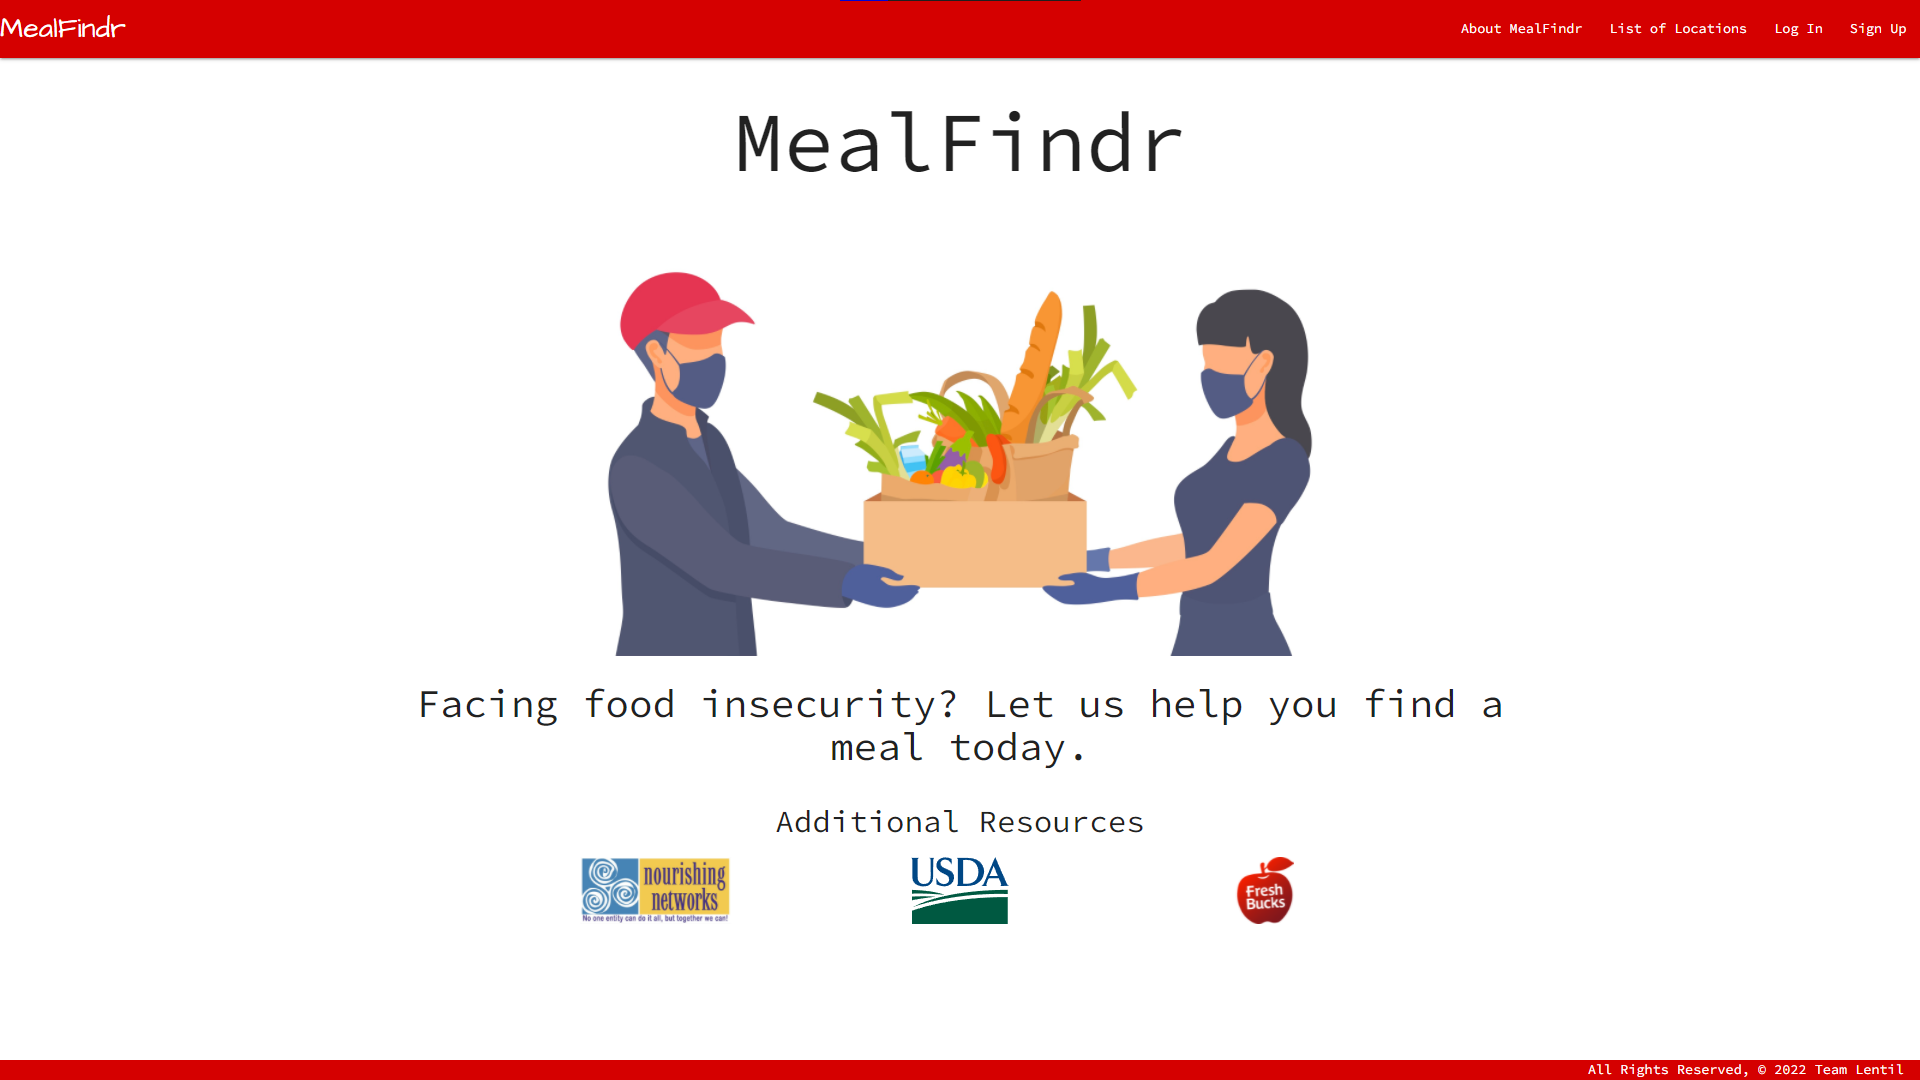 MealFindr
About MealFindr
List of Locations
Log In
Sign Up
MealFindr
Facing food insecurity? Let us help you find a
meal today.
Additional Resources
nourishing
networks
No one entity can do it all, but together we can!
USDA
Fresh
Bucks
All Rights Reserved, © 2022 Team Lentil